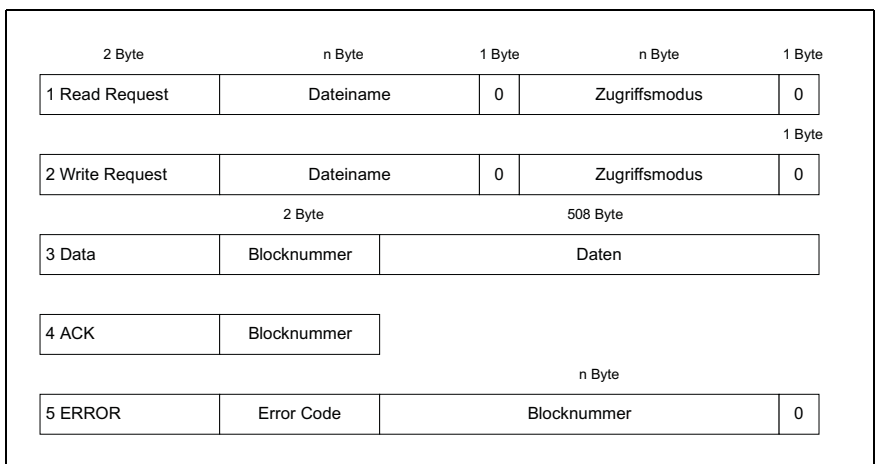 2 Byte n Byte 1 Byte n Byte 1 Byte
1 Read Request Dateiname 0 Zugriffsmodus 0
1 Byte
2 Write Request Dateiname 0 Zugriffsmodus 0
2 Byte 508 Byte
3 Data Blocknummer Daten
4 ACK Blocknummer
n Byte
5 ERROR Error Code Blocknummer 0